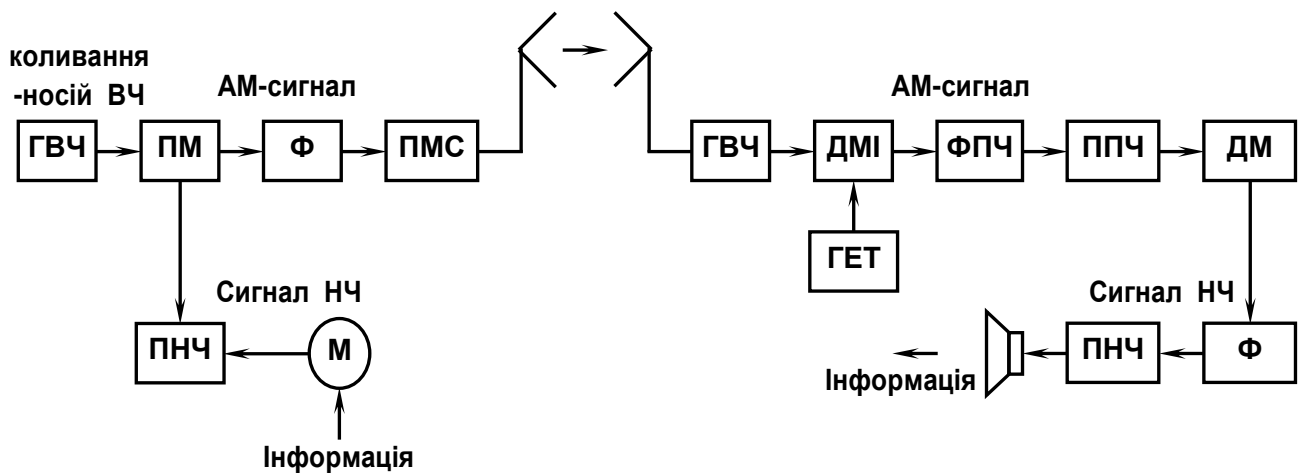 коливання
-носій ВЧ
АМ-сигнал
АМ-сигнал
ГВЧ
ПМ
Ф
ПМС
ГВЧ
ДМІ
ФПЧ
ППЧ
ДМ
ГЕТ
Сигнал НЧ
Сигнал НЧ
ПНЧ
М
ПНЧ
Ф
Інформація
Інформація